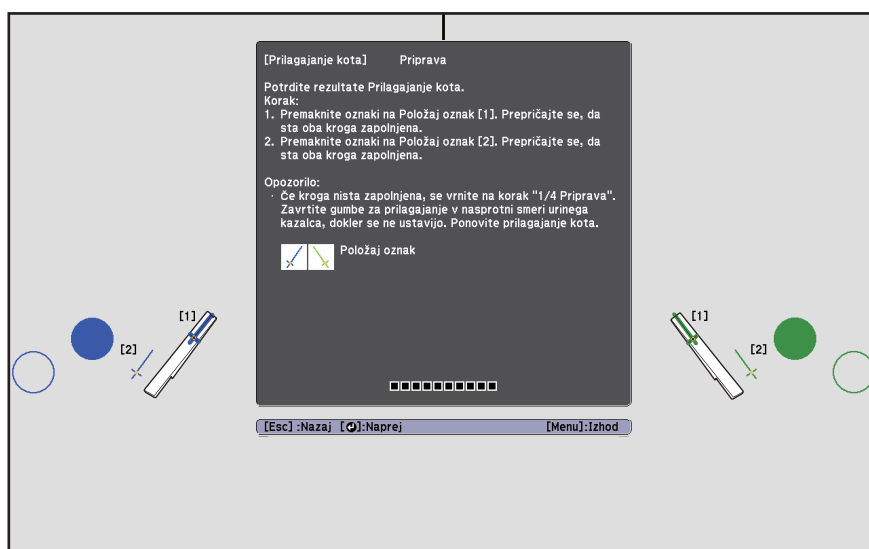 [Prilagajanje kota] Priprava
Potrdite rezultate Prilagajanje kota.
Korak:
1. Premaknite oznaki na Položaj oznak [1]. Prepričajte se, da
sta oba kroga zapolnjena.
2. Premaknite oznaki na Položaj oznak [2]. Prepričajte se, da
sta oba kroga zapolnjena.
Opozorilo:
· Če kroga nista zapolnjena, se vrnite na korak "1/4 Priprava".
Zavrtite gumbe za prilagajanje v nasprotni smeri urinega
kazalca, dokler se ne ustavijo. Ponovite prilagajanje kota.
Položaj oznak
[1]
[2]
[1]
[2]
[Esc] :Nazaj [↵]:Naprej [Menu]:Izhod